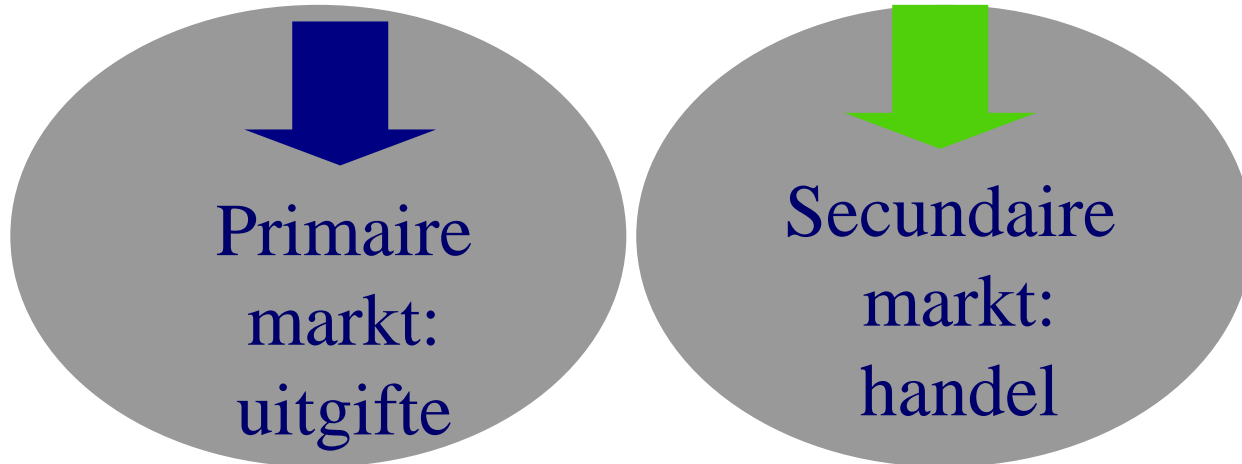 Primaire
markt:
uitgifte
Secundaire
markt:
handel